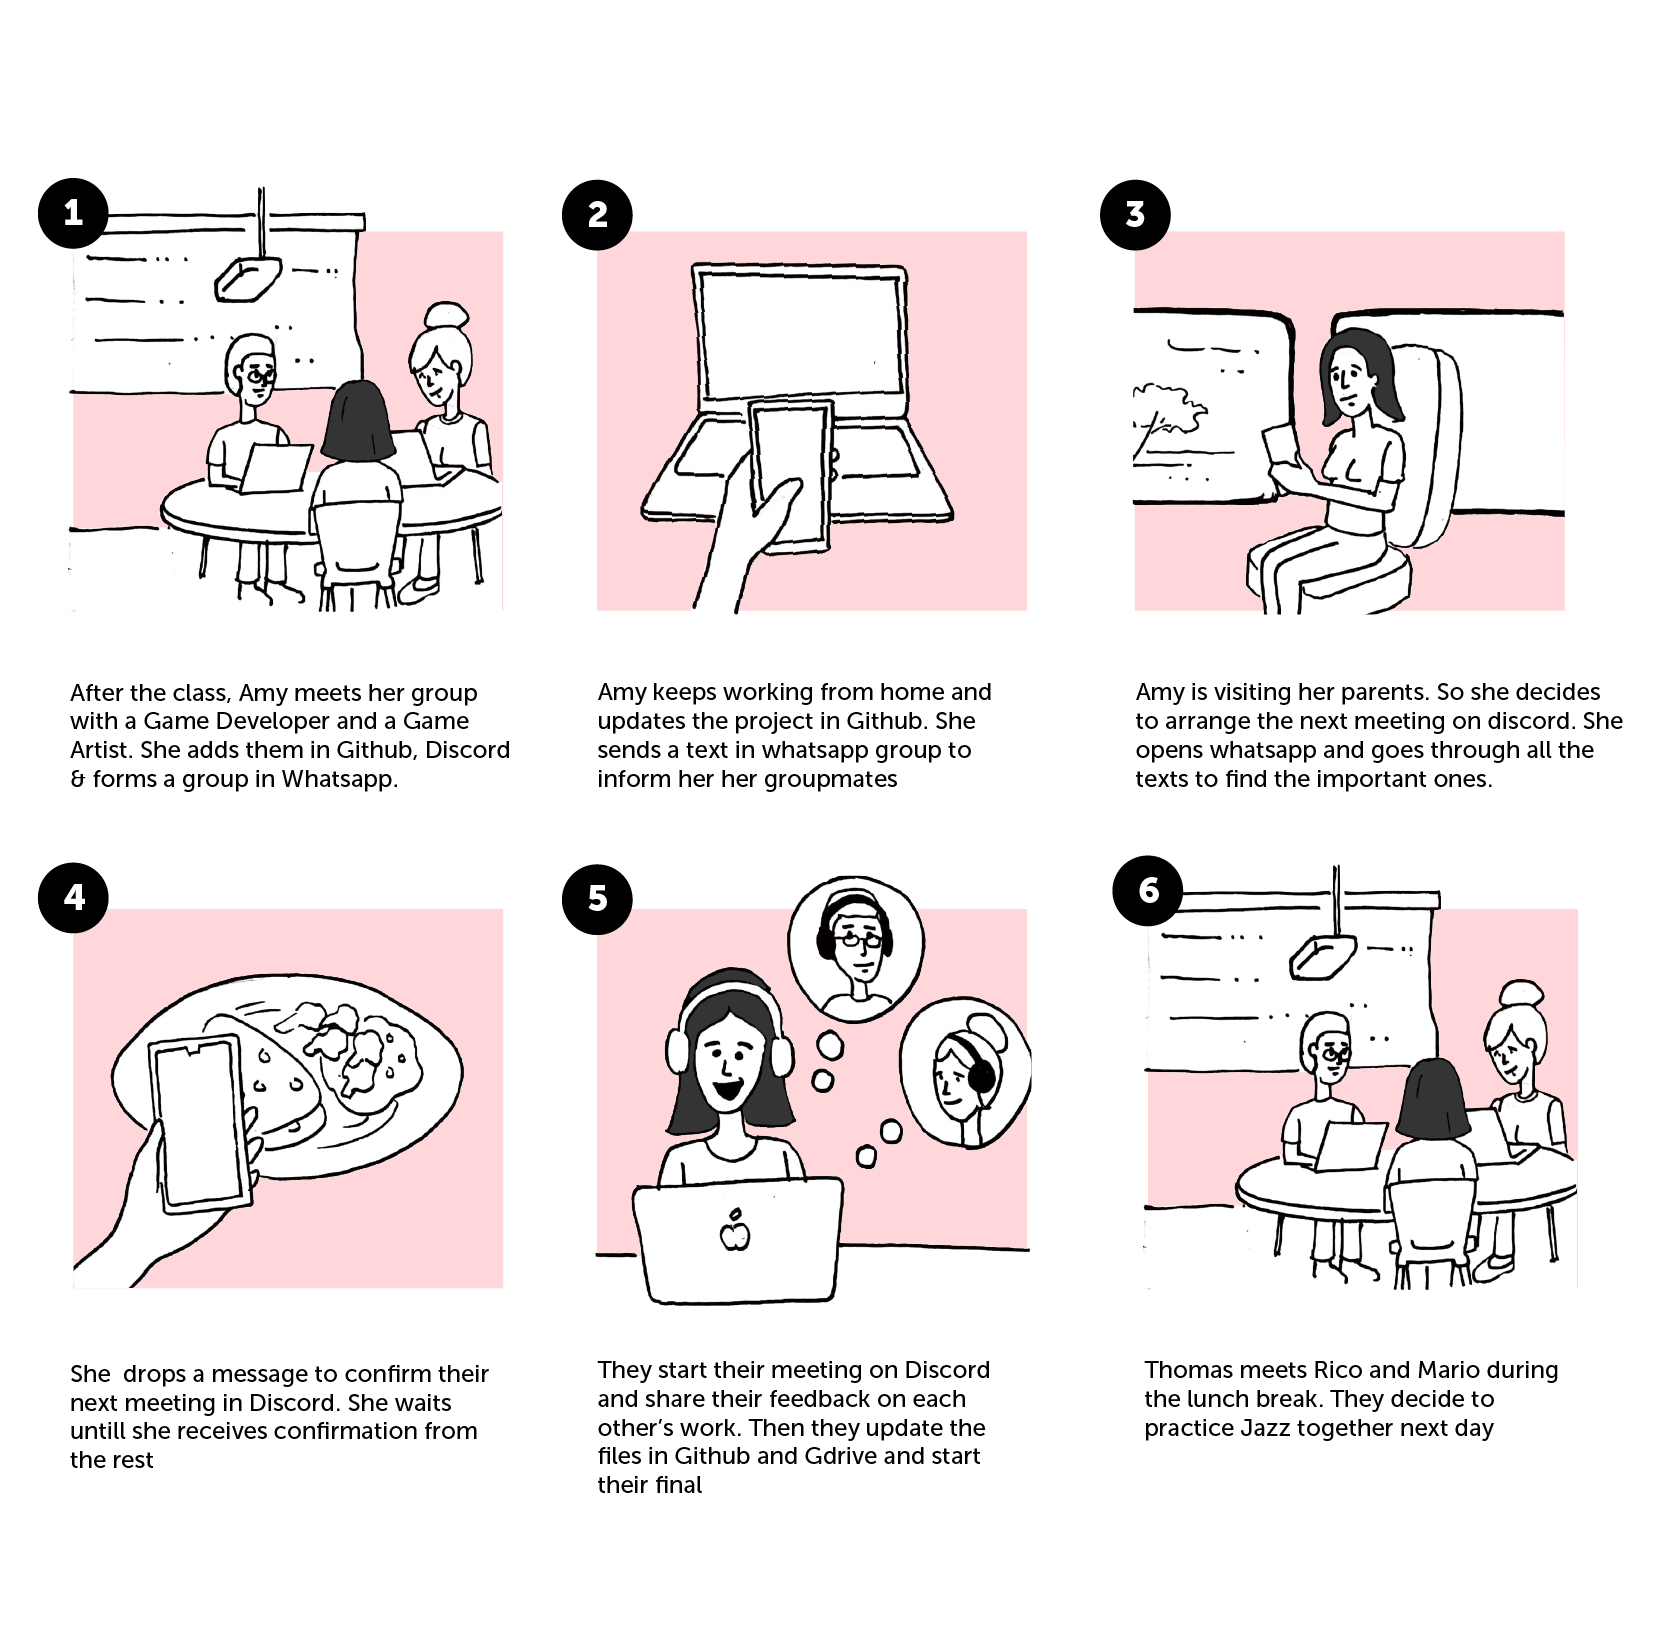 1
After the class, Amy meets her group
with a Game Developer and a Game
Artist. She adds them in Github, Discord
& forms a group in Whatsapp.
2
Amy keeps working from home and
updates the project in Github. She
sends a text in whatsapp group to
inform her her groupmates
3
Amy is visiting her parents. So she decides
to arrange the next meeting on discord. She
opens whatsapp and goes through all the
texts to find the important ones.
4
She  drops a message to confirm their
next meeting in Discord. She waits
untill she receives confirmation from
the rest
5
They start their meeting on Discord
and share their feedback on each
other’s work. Then they update the
files in Github and Gdrive and start
their final
6
Thomas meets Rico and Mario during
the lunch break. They decide to
practice Jazz together next day